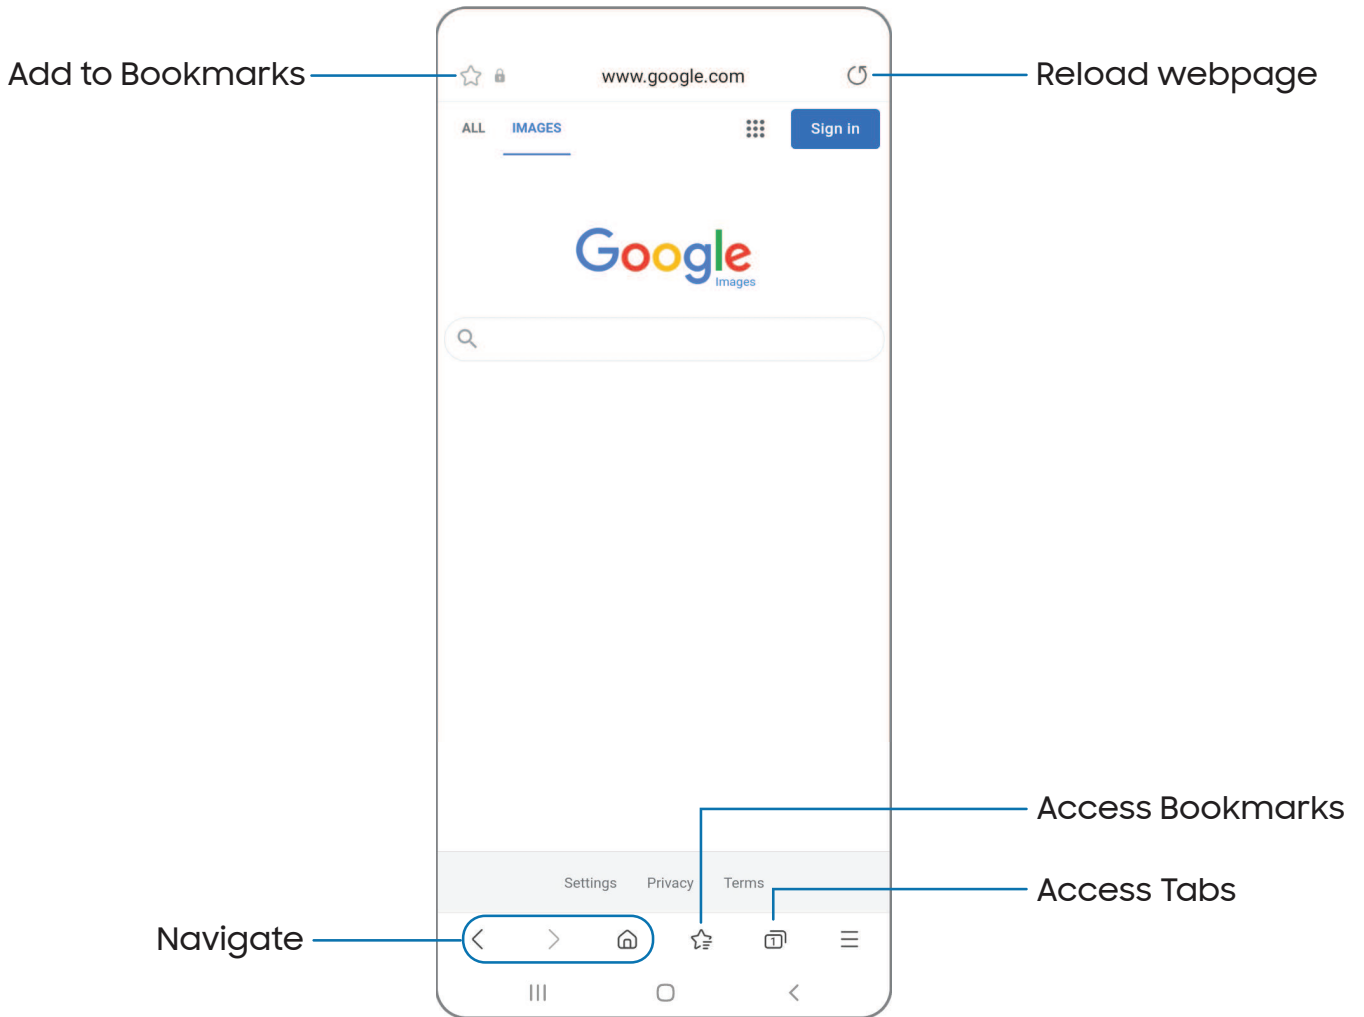 Add to Bookmarks
www.google.com
Reload webpage
ALL IMAGES
Sign in
Google
Images
Access Bookmarks
Settings Privacy Terms
Access Tabs
Navigate
1